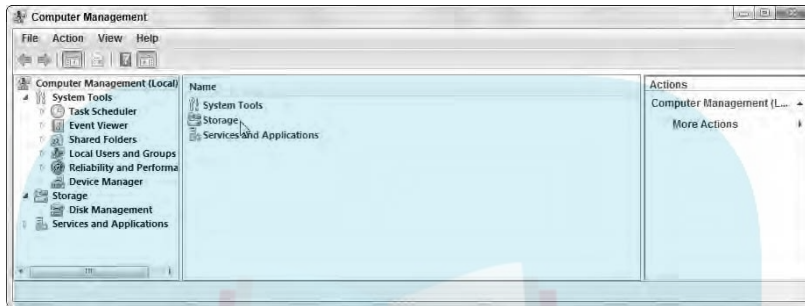 Computer Management
File Action View Help
Computer Management (Local)
System Tools
Task Scheduler
Event Viewer
Shared Folders
Local Users and Groups
Reliability and Performa
Device Manager
Storage
Disk Management
Services and Applications
Name
System Tools
Storage
Services and Applications
Actions
Computer Management (L...
More Actions